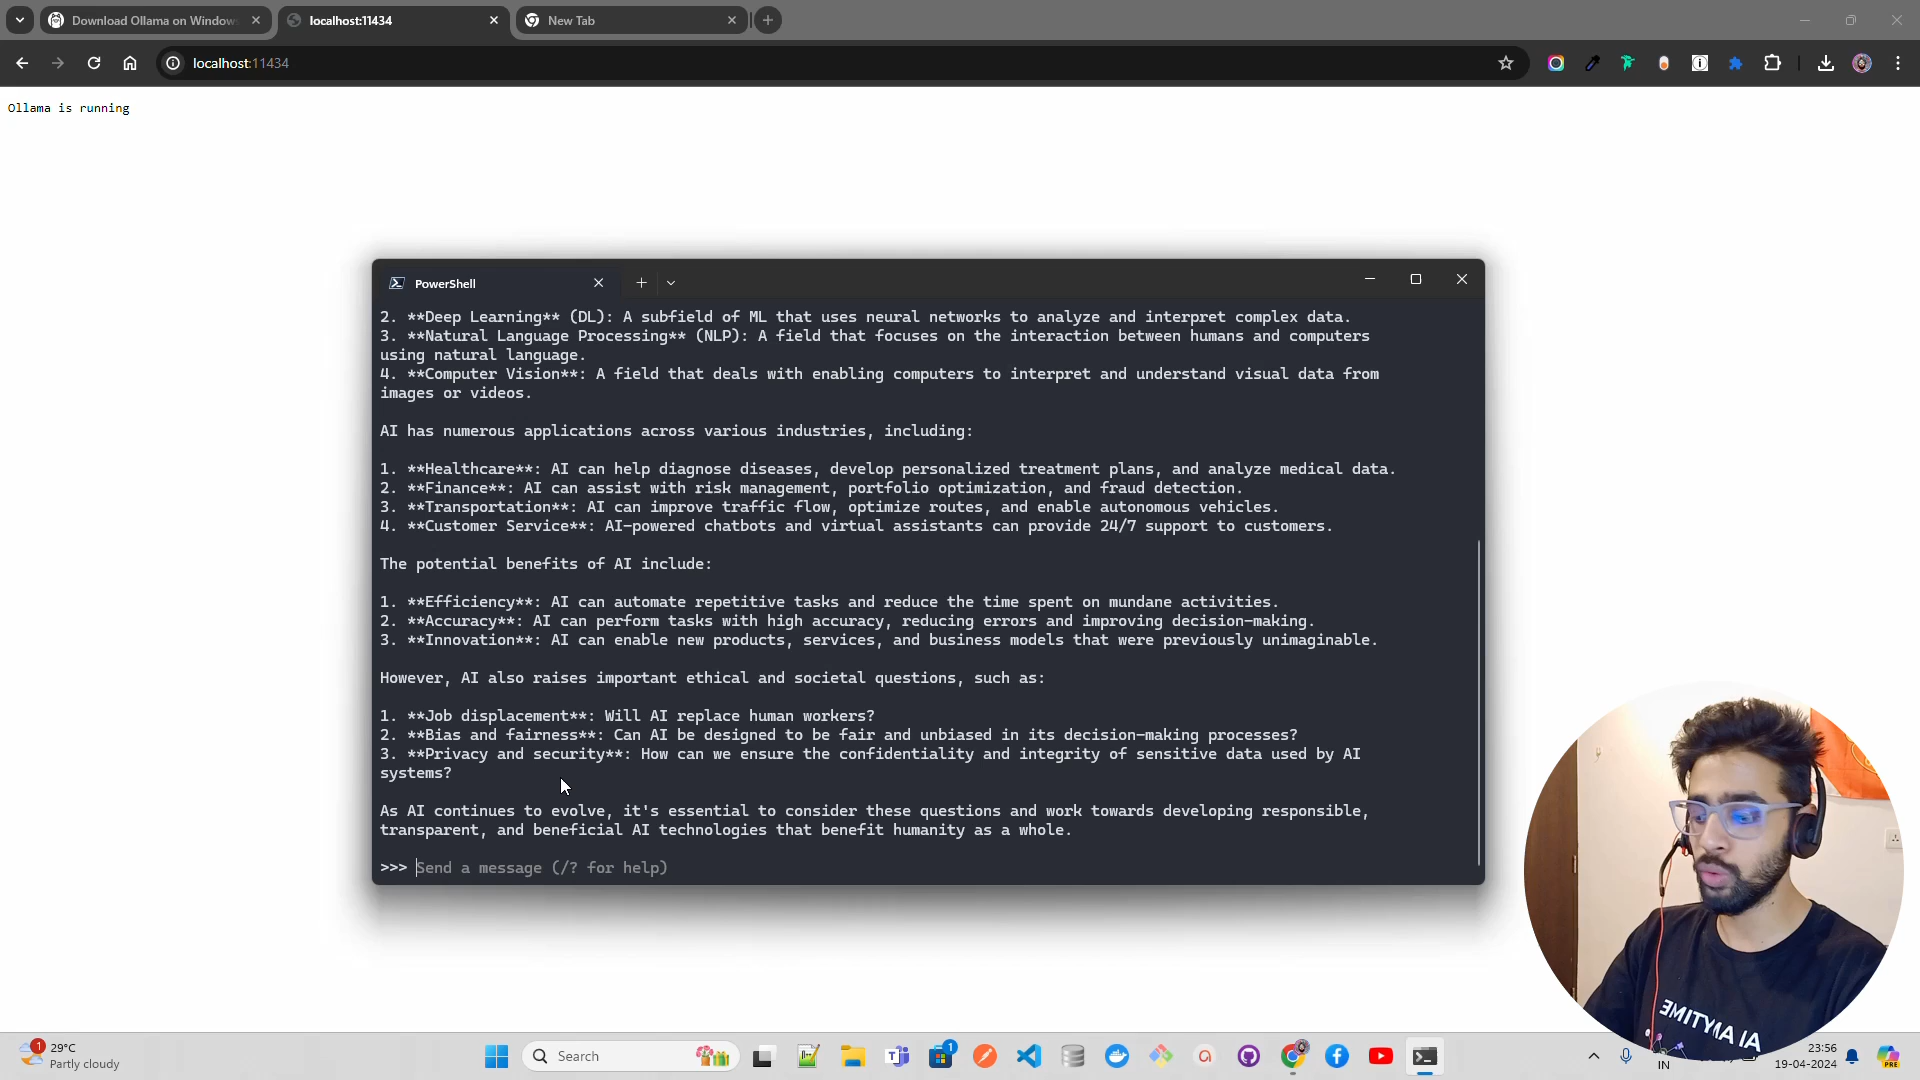 Download Ollama on Window
localhost:11434
New Tab
localhost:11434
Ollama is running
PowerShell
2. **Deep Learning** (DL): A subfield of ML that uses neural networks to analyze and interpret complex data.
3. **Natural Language Processing** (NLP): A field that focuses on the interaction between humans and computers
using natural language.
4. **Computer Vision**: A field that deals with enabling computers to interpret and understand visual data from
images or videos.
AI has numerous applications across various industries, including:
1. **Healthcare**: AI can help diagnose diseases, develop personalized treatment plans, and analyze medical data.
2. **Finance**: AI can assist with risk management, portfolio optimization, and fraud detection.
3. **Transportation**: AI can improve traffic flow, optimize routes, and enable autonomous vehicles.
4. **Customer Service**: AI-powered chatbots and virtual assistants can provide 24/7 support to customers.
The potential benefits of AI include:
1. **Efficiency**: AI can automate repetitive tasks and reduce the time spent on mundane activities.
2. **Accuracy**: AI can perform tasks with high accuracy, reducing errors and improving decision-making.
3. **Innovation**: AI can enable new products, services, and business models that were previously unimaginable.
However, AI also raises important ethical and societal questions, such as:
1. **Job displacement**: Will AI replace human workers?
2. **Bias and fairness**: Can AI be designed to be fair and unbiased in its decision-making processes?
3. **Privacy and security**: How can we ensure the confidentiality and integrity of sensitive data used by AI
systems?
As AI continues to evolve, it's essential to consider these questions and work towards developing responsible,
transparent, and beneficial AI technologies that benefit humanity as a whole.
>>> Send a message (/? for help)
AI ANYTIME
1
29°C
Partly cloudy
Search
1
IN
23:56
19-04-2024
PRE